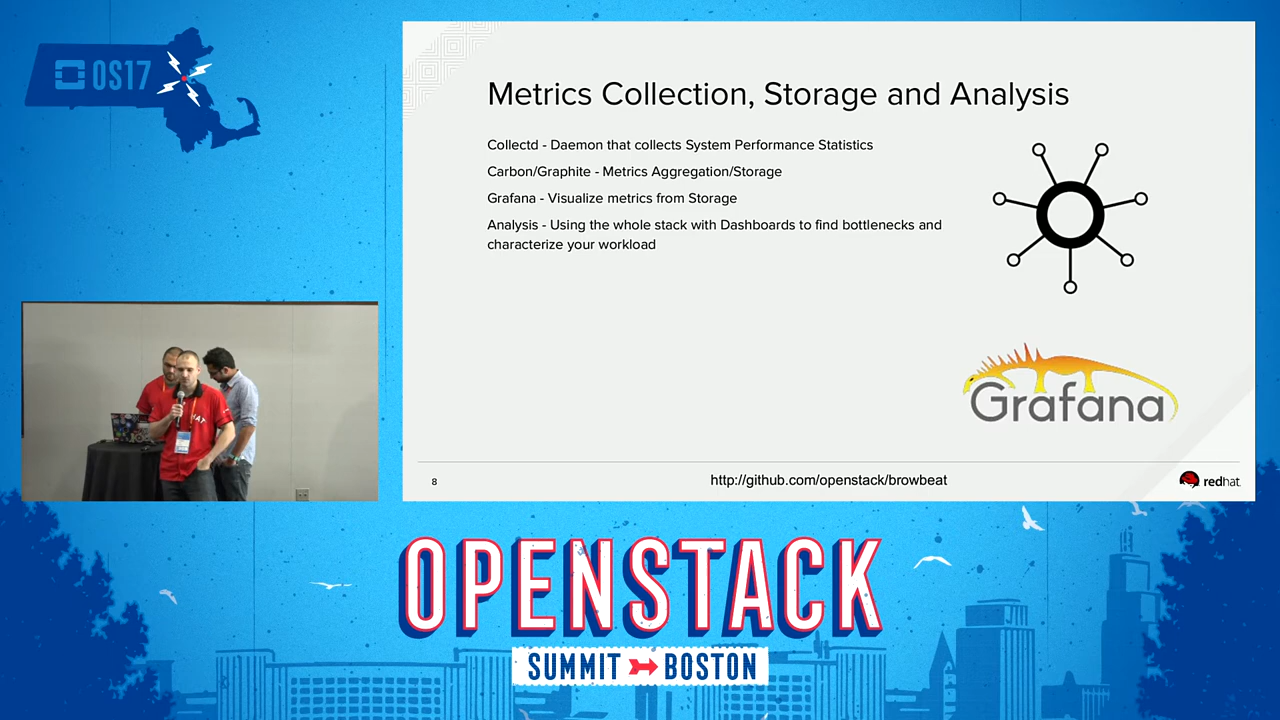 OS17
Metrics Collection, Storage and Analysis
Collectd - Daemon that collects System Performance Statistics
Carbon/Graphite - Metrics Aggregation/Storage
Grafana - Visualize metrics from Storage
Analysis - Using the whole stack with Dashboards to find bottlenecks and
characterize your workload
Grafana
8
http://github.com/openstack/browbeat
redhat.
OPENSTACK
SUMMIT BOSTON